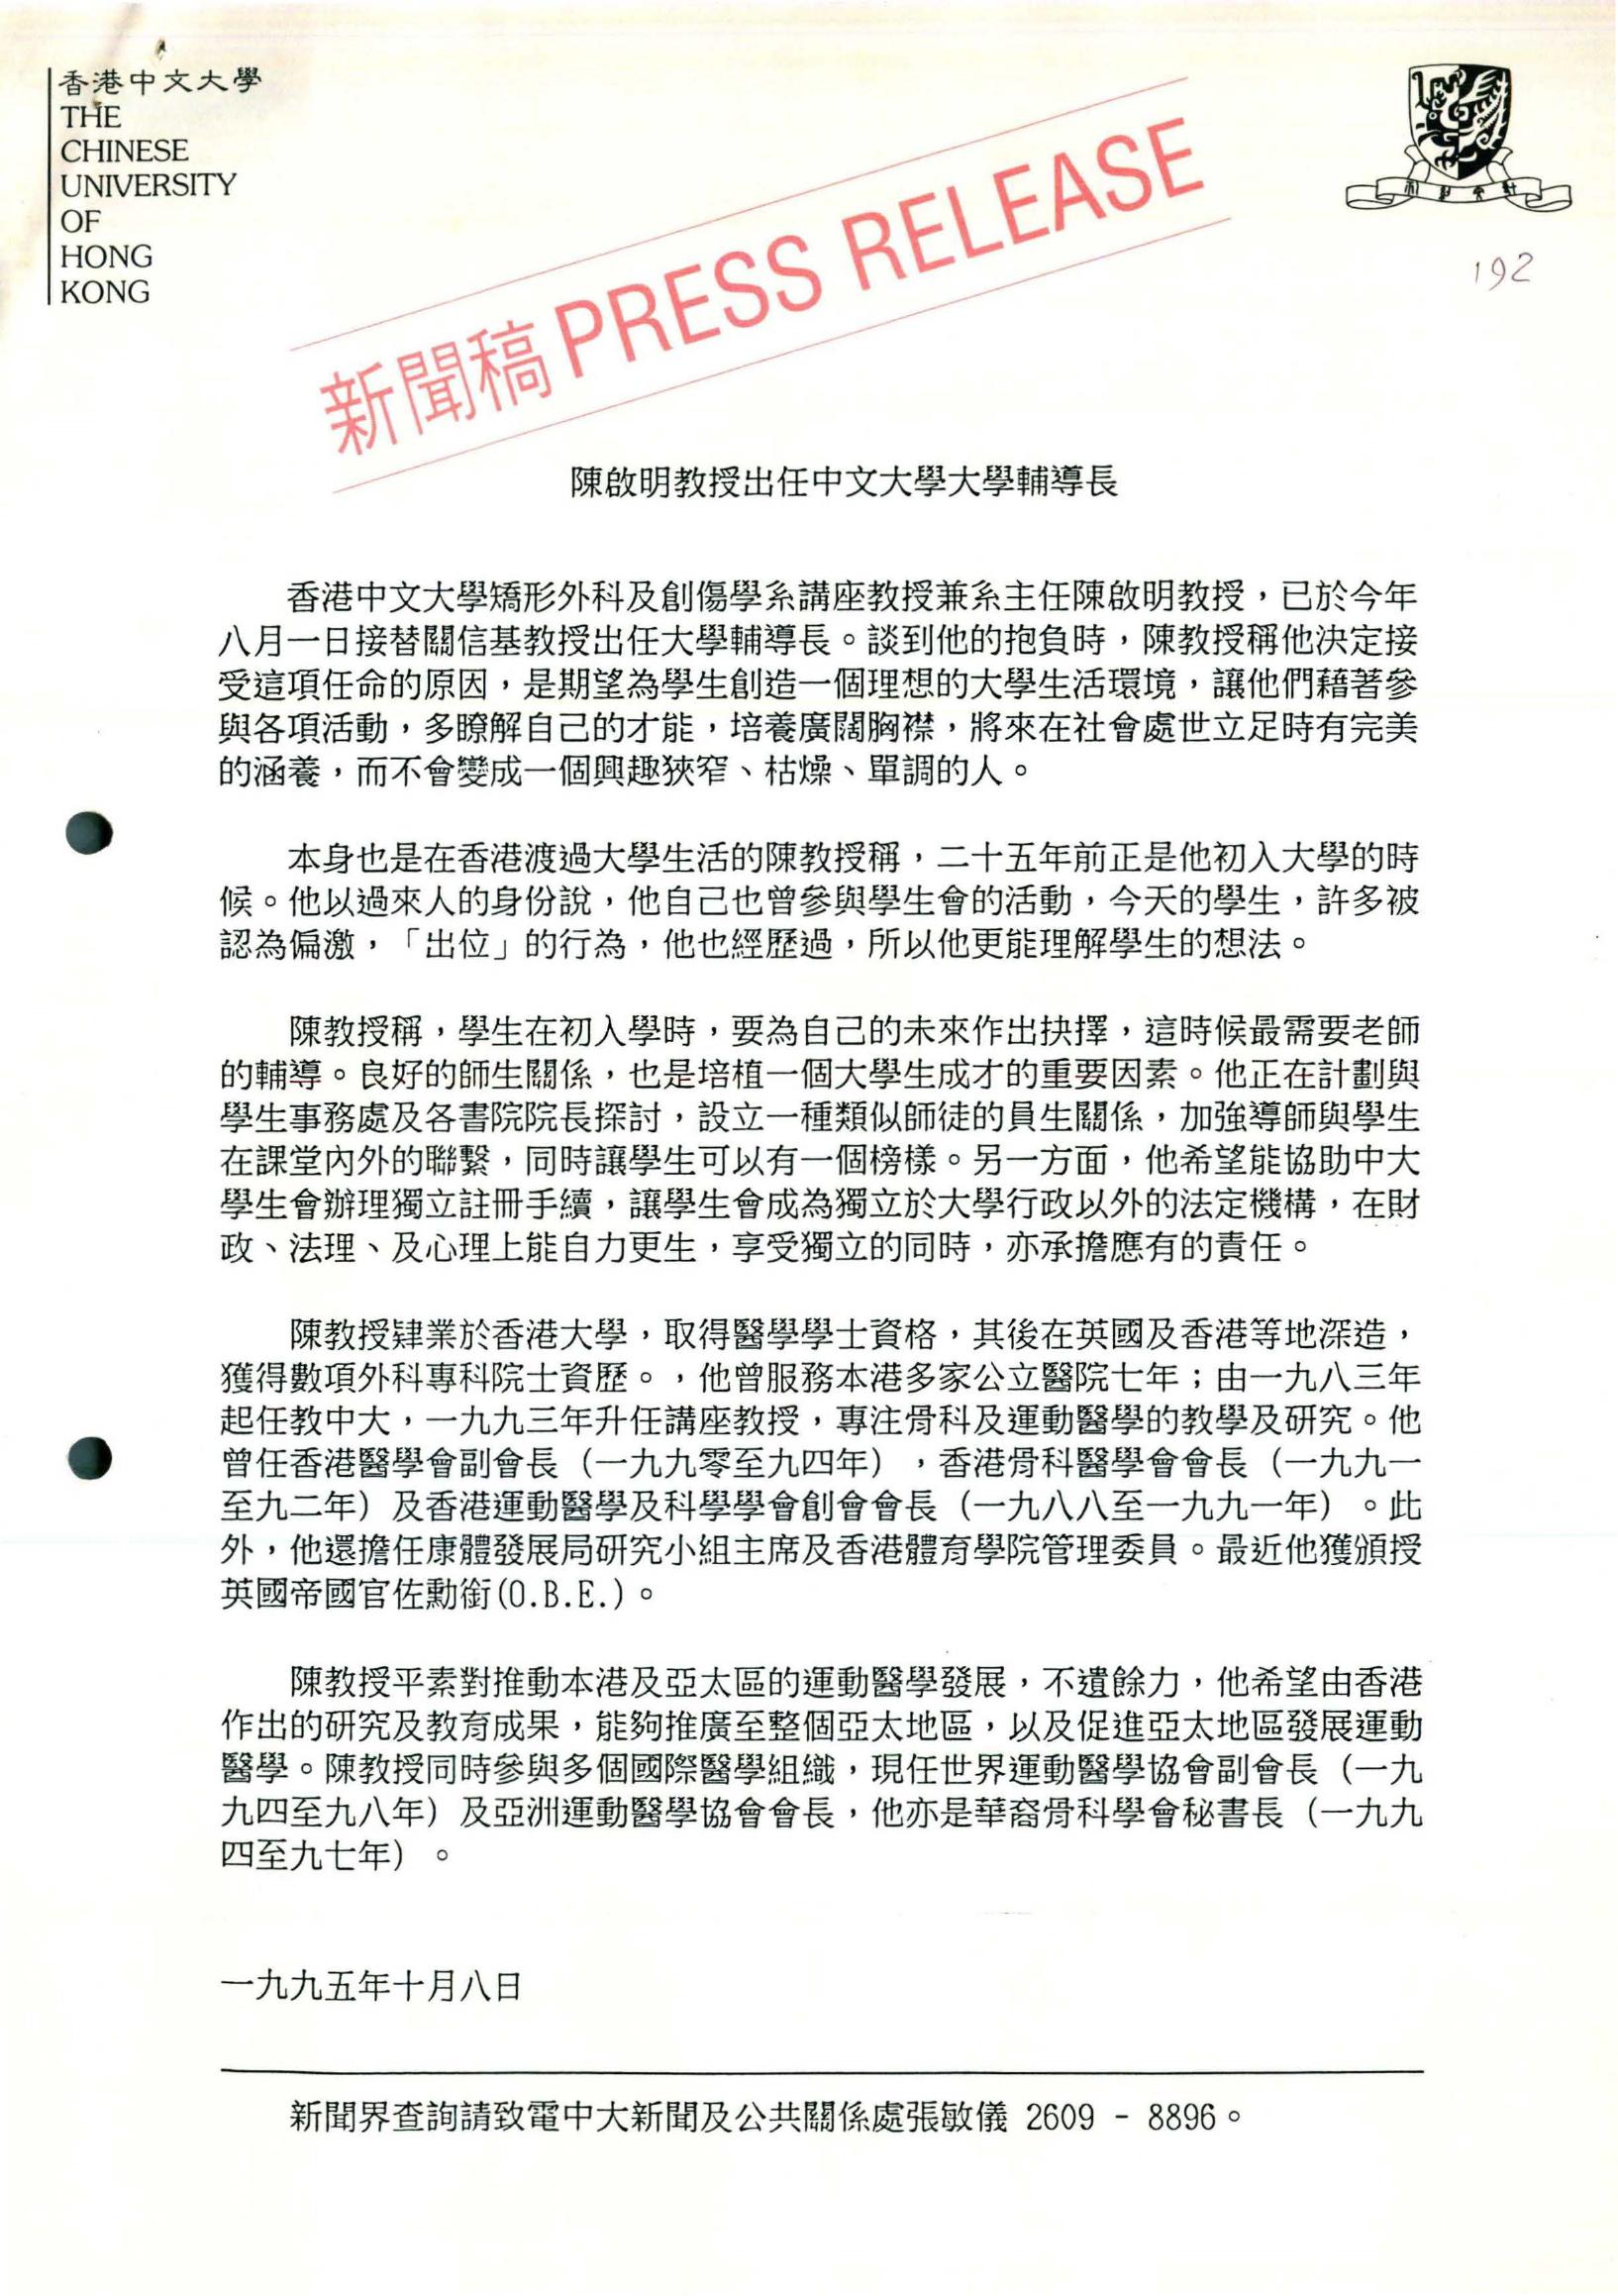 香港中文大學
THE
CHINESE
UNIVERSITY
OF
HONG
KONG
新聞稿 PRESS RELEASE
192
陳啟明教授出任中文大學大學輔導長
香港中文大學矯形外科及創傷學系講座教授兼系主任陳啟明教授，已於今年
八月一日接替關信基教授出任大學輔導長。談到他的抱負時，陳教授稱他決定接
受這項任命的原因，是期望為學生創造一個理想的大學生活環境，讓他們藉著參
與各項活動，多瞭解自己的才能，培養廣闊胸襟，將來在社會處世立足時有完美
的涵養，而不會變成一個興趣狹窄、枯燥、單調的人。
本身也是在香港渡過大學生活的陳教授稱，二十五年前正是他初入大學的時
候。他以過來人的身份說，他自己也曾參與學生會的活動，今天的學生，許多被
認為偏激，「出位」的行為，他也經歷過，所以他更能理解學生的想法。
陳教授稱，學生在初入學時，要為自己的未來作出抉擇，這時候最需要老師
的輔導。良好的師生關係，也是培植一個大學生成才的重要因素。他正在計劃與
學生事務處及各書院院長探討，設立一種類似師徒的員生關係，加強導師與學生
在課堂內外的聯繫，同時讓學生可以有一個榜樣。另一方面，他希望能協助中大
學生會辦理獨立註冊手續，讓學生會成為獨立於大學行政以外的法定機構，在財
政、法理、及心理上能自力更生，享受獨立的同時，亦承擔應有的責任。
陳教授肄業於香港大學，取得醫學學士資格，其後在英國及香港等地深造，
獲得數項外科專科院士資歷。，他曾服務本港多家公立醫院七年；由一九八三年
起任教中大，一九九三年升任講座教授，專注骨科及運動醫學的教學及研究。他
曾任香港醫學會副會長（一九九零至九四年），香港骨科醫學會會長（一九九一
至九二年）及香港運動醫學及科學學會創會會長（一九八八至一九九一年）。此
外，他還擔任康體發展局研究小組主席及香港體育學院管理委員。最近他獲頒授
英國帝國官佐勳銜(O.B.E.)。
陳教授平素對推動本港及亞太區的運動醫學發展，不遺餘力，他希望由香港
作出的研究及教育成果，能夠推廣至整個亞太地區，以及促進亞太地區發展運動
醫學。陳教授同時參與多個國際醫學組織，現任世界運動醫學協會副會長（一九
九四至九八年）及亞洲運動醫學協會會長，他亦是華裔骨科學會秘書長（一九九
四至九七年）。
一九九五年十月八日
新聞界查詢請致電中大新聞及公共關係處張敏儀 2609 - 8896。